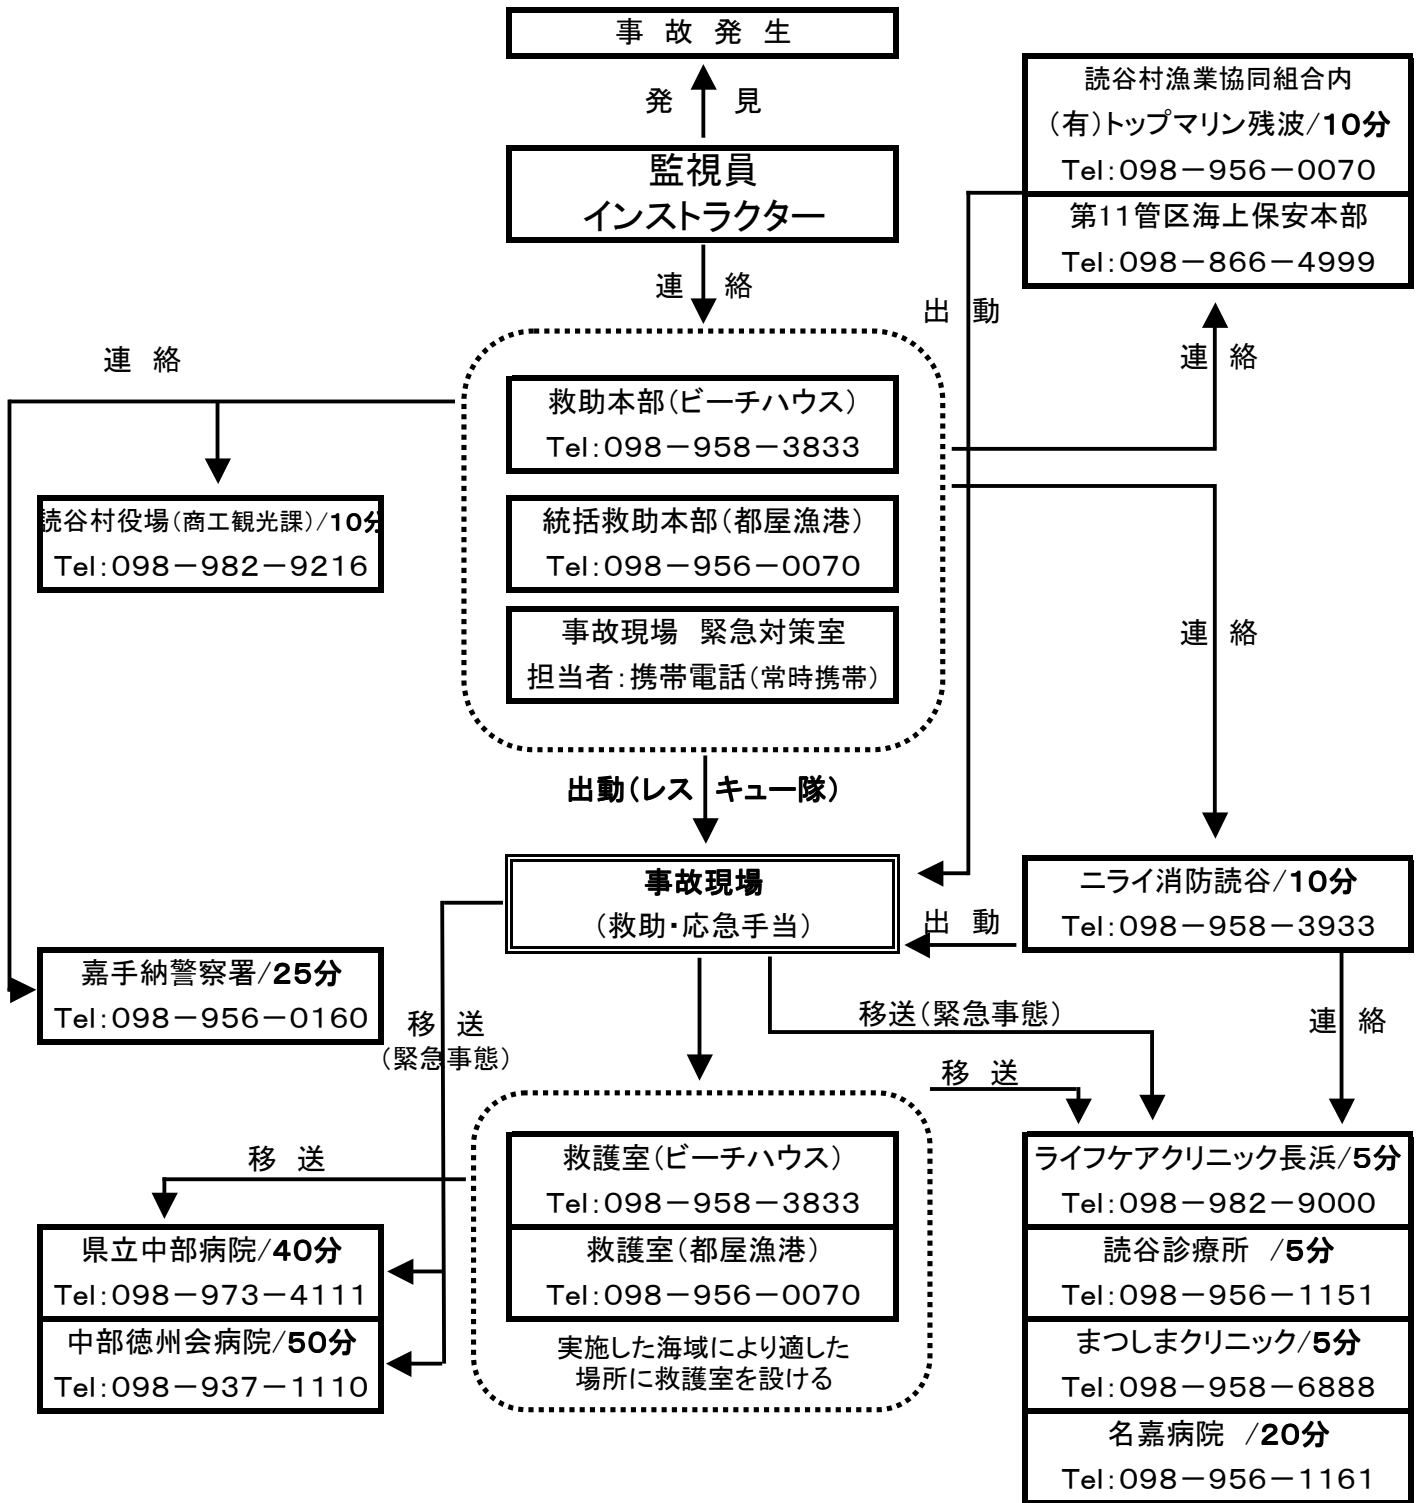 事 故 発 生
発 見
監視員
インストラクター
連 絡
読谷村漁業協同組合内
(有)トップマリン残波/10分
Tel:098-956-0070
第11管区海上保安本部
Tel:098-866-4999
出 動
連 絡
連 絡
救助本部(ビーチハウス)
Tel:098-958-3833
統括救助本部(都屋漁港)
Tel:098-956-0070
事故現場 緊急対策室
担当者:携帯電話(常時携帯)
読谷村役場(商工観光課)/10分
Tel:098-982-9216
連 絡
出動(レスキュー隊)
事故現場
(救助・応急手当)
出 動
ニライ消防読谷/10分
Tel:098-958-3933
嘉手納警察署/25分
Tel:098-956-0160
移 送
(緊急事態)
移送(緊急事態)
連 絡
移 送
移 送
救護室(ビーチハウス)
Tel:098-958-3833
救護室(都屋漁港)
Tel:098-956-0070
実施した海域により適した
場所に救護室を設ける
県立中部病院/40分
Tel:098-973-4111
中部徳州会病院/50分
Tel:098-937-1110
ライフケアクリニック長浜/5分
Tel:098-982-9000
読谷診療所 /5分
Tel:098-956-1151
まつしまクリニック/5分
Tel:098-958-6888
名嘉病院 /20分
Tel:098-956-1161